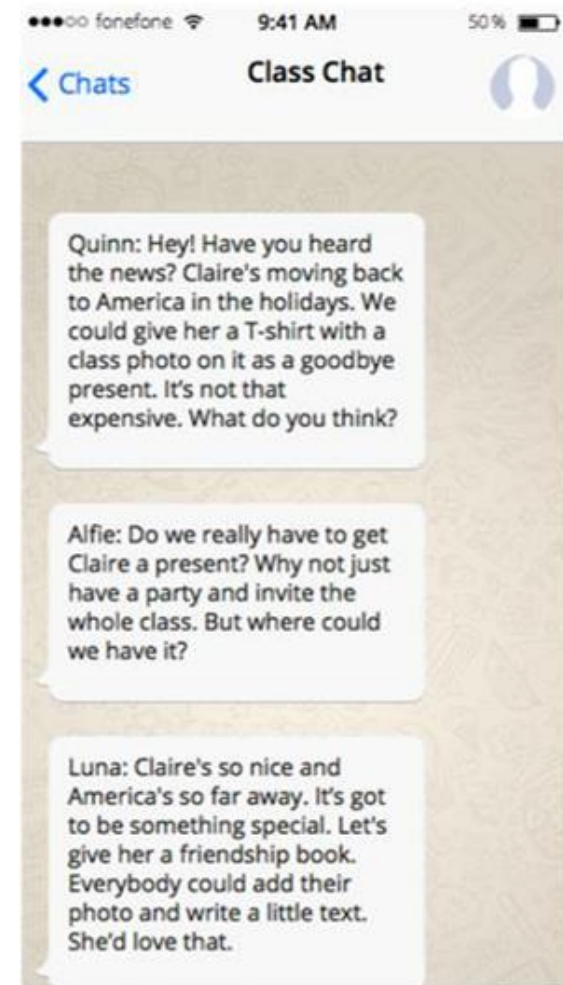 fonefone 9:41 AM 50%
Chats Class Chat
Quinn: Hey! Have you heard
the news? Claire's moving back
to America in the holidays. We
could give her a T-shirt with a
class photo on it as a goodbye
present. It's not that
expensive. What do you think?
Alfie: Do we really have to get
Claire a present? Why not just
have a party and invite the
whole class. But where could
we have it?
Luna: Claire's so nice and
America's so far away. It's got
to be something special. Let's
give her a friendship book.
Everybody could add their
photo and write a little text.
She'd love that.